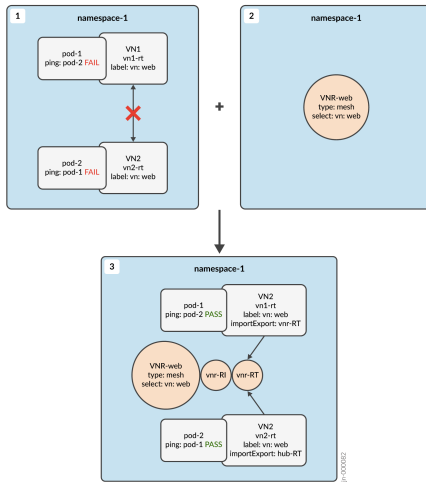 1
namespace-1
pod-1
ping: pod-2 FAIL
VN1
vn1-rt
label: vn: web
pod-2
ping: pod-1 FAIL
VN2
vn2-rt
label: vn: web
+
2
namespace-1
VNR-web
type: mesh
select: vn: web
3
namespace-1
pod-1
ping: pod-2 PASS
VN2
vn1-rt
label: vn: web
importExport: vnr-RT
VNR-web
type: mesh
select: vn: web
vnr-RI
vnr-RT
pod-2
ping: pod-1 PASS
VN2
vn2-rt
label: vn: web
importExport: hub-RT
jn-000082